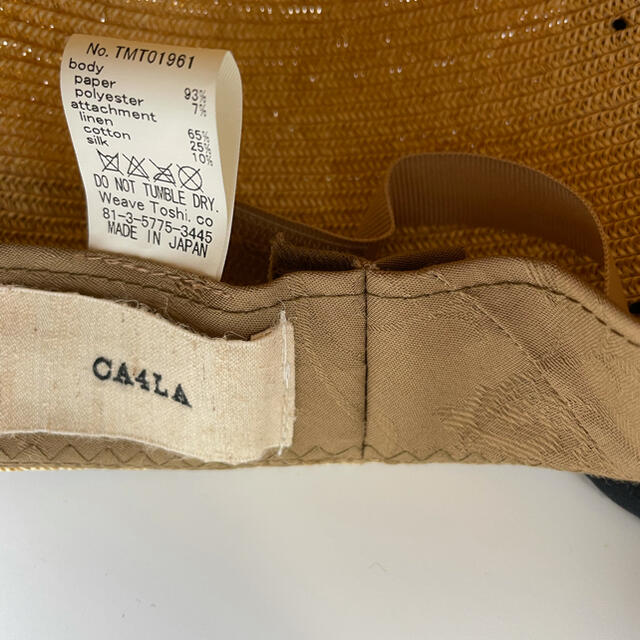 No. TMT01961
body
paper 93%
polyester 7%
attachment
linen 65%
cotton 25%
silk 10%
DO NOT TUMBLE DRY.
Weave Toshi. co
81-3-5775-3445
MADE IN JAPAN
CA4LA